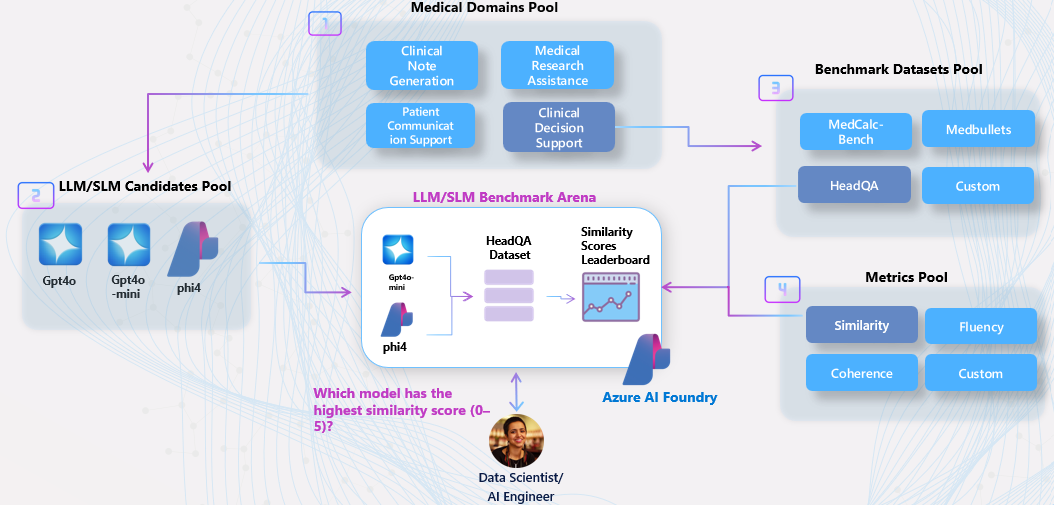 Medical Domains Pool
1
Clinical
Note
Generation
Medical
Research
Assistance
Patient
Communicat
ion Support
Clinical
Decision
Support
Benchmark Datasets Pool
3
MedCalc-
Bench
Medbullets
HeadQA
Custom
2
LLM/SLM Candidates Pool
Gpt4o
Gpt4o
-mini
phi4
LLM/SLM Benchmark Arena
Gpt4o-
mini
phi4
HeadQA
Dataset
Similarity
Scores
Leaderboard
Azure AI Foundry
4
Metrics Pool
Similarity
Fluency
Coherence
Custom
Which model has the
highest similarity score (0–
5)?
Data Scientist/
AI Engineer